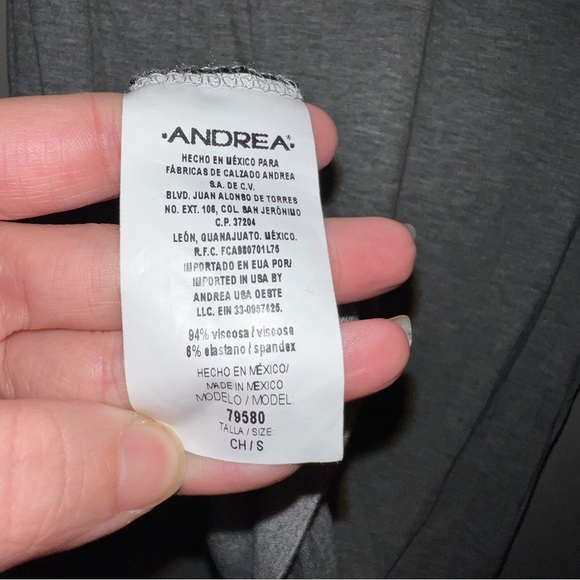 ·ANDREA·
HECHO EN MÉXICO PARA
FÁBRICAS DE CALZADO ANDREA
S.A. DE C.V.
BLVD. JUAN ALONSO DE TORRES
NO. EXT. 106, COL. SAN JERÓNIMO
C.P. 37204
LEÓN, GUANAJUATO. MÉXICO.
R.F.C. FCA980701L76
IMPORTADO EN EUA POR/
IMPORTED IN USA BY
ANDREA USA OESTE
LLC. EIN 33-0957425.
94% viscosa / viscose
6% elastano / spandex
HECHO EN MÉXICO/
MADE IN MEXICO
MODELO / MODEL:
79580
TALLA / SIZE:
CH / S